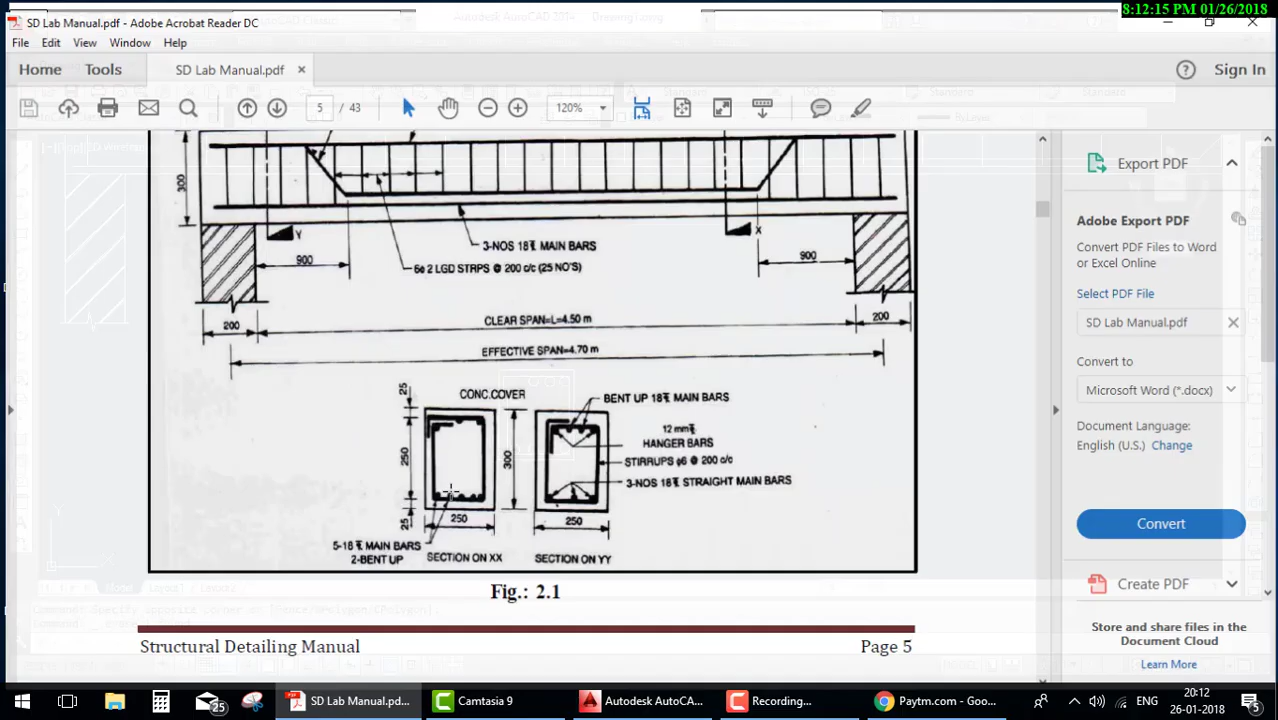 8:12:15 PM 01/26/2018
SD Lab Manual.pdf - Adobe Acrobat Reader DC
Autodesk AutoCAD 2014 Drawing1.dwg
File Edit View Window Help
Home Tools SD Lab Manual.pdf × Sign In
5 / 43 120%
Export PDF
Adobe Export PDF
Convert PDF Files to Word
or Excel Online
Select PDF File
SD Lab Manual.pdf
Convert to
Microsoft Word (*.docx)
Document Language:
English (U.S.) Change
Convert
Create PDF
Store and share files in the
Document Cloud
Learn More
300
Y
X
3-NOS 18 MAIN BARS
900
6ɸ 2 LGD STRPS @ 200 c/c (25 NO'S)
900
CLEAR SPAN=L=4.50 m
200
200
EFFECTIVE SPAN=4.70 m
25
CONC.COVER
BENT UP 18 MAIN BARS
12 mm
HANGER BARS
250
300
STIRRUPS ɸ6 @ 200 c/c
3-NOS 18 STRAIGHT MAIN BARS
25
250
250
5-18 MAIN BARS
2-BENT UP
SECTION ON XX
SECTION ON YY
Fig.: 2.1
Structural Detailing Manual Page 5
Model
SD Lab Manual.pdf...
Camtasia 9
Autodesk AutoCA...
Recording...
Paytm.com - Goo...
25
ENG
20:12
26-01-2018
5